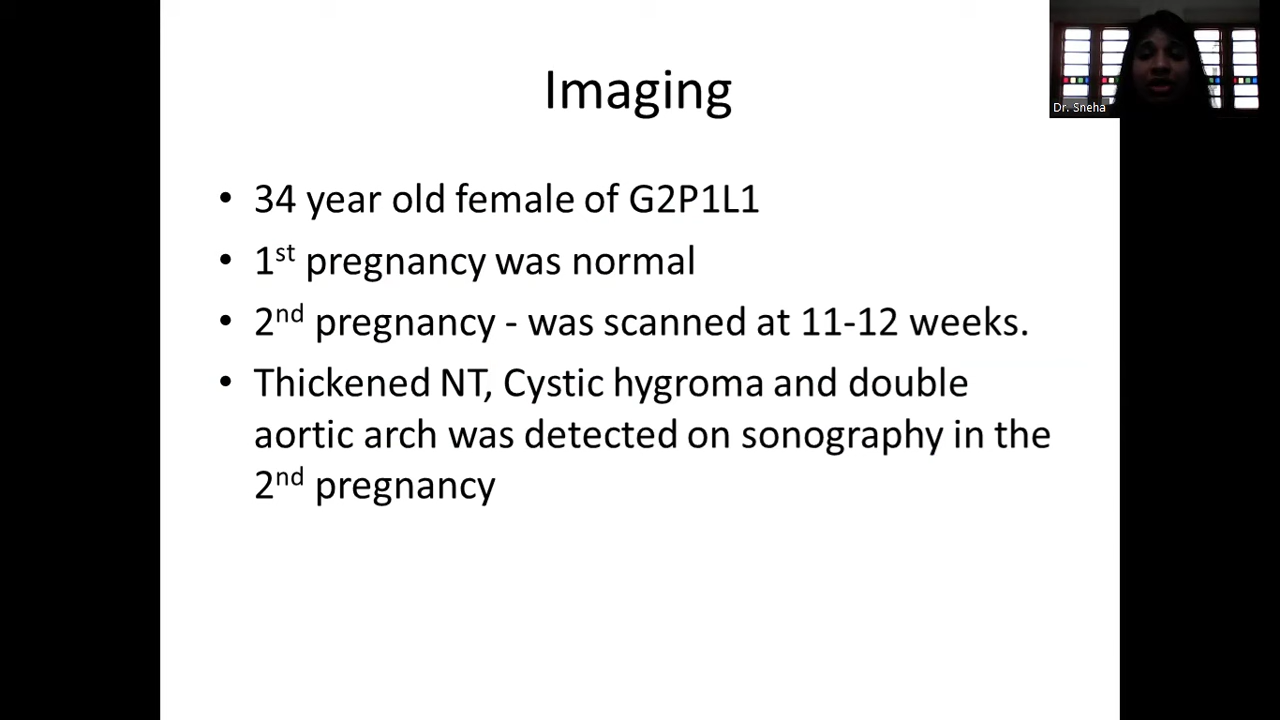 Imaging
Dr. Sneha
• 34 year old female of G2P1L1
• 1st pregnancy was normal
• 2nd pregnancy - was scanned at 11-12 weeks.
• Thickened NT, Cystic hygroma and double
aortic arch was detected on sonography in the
2nd pregnancy